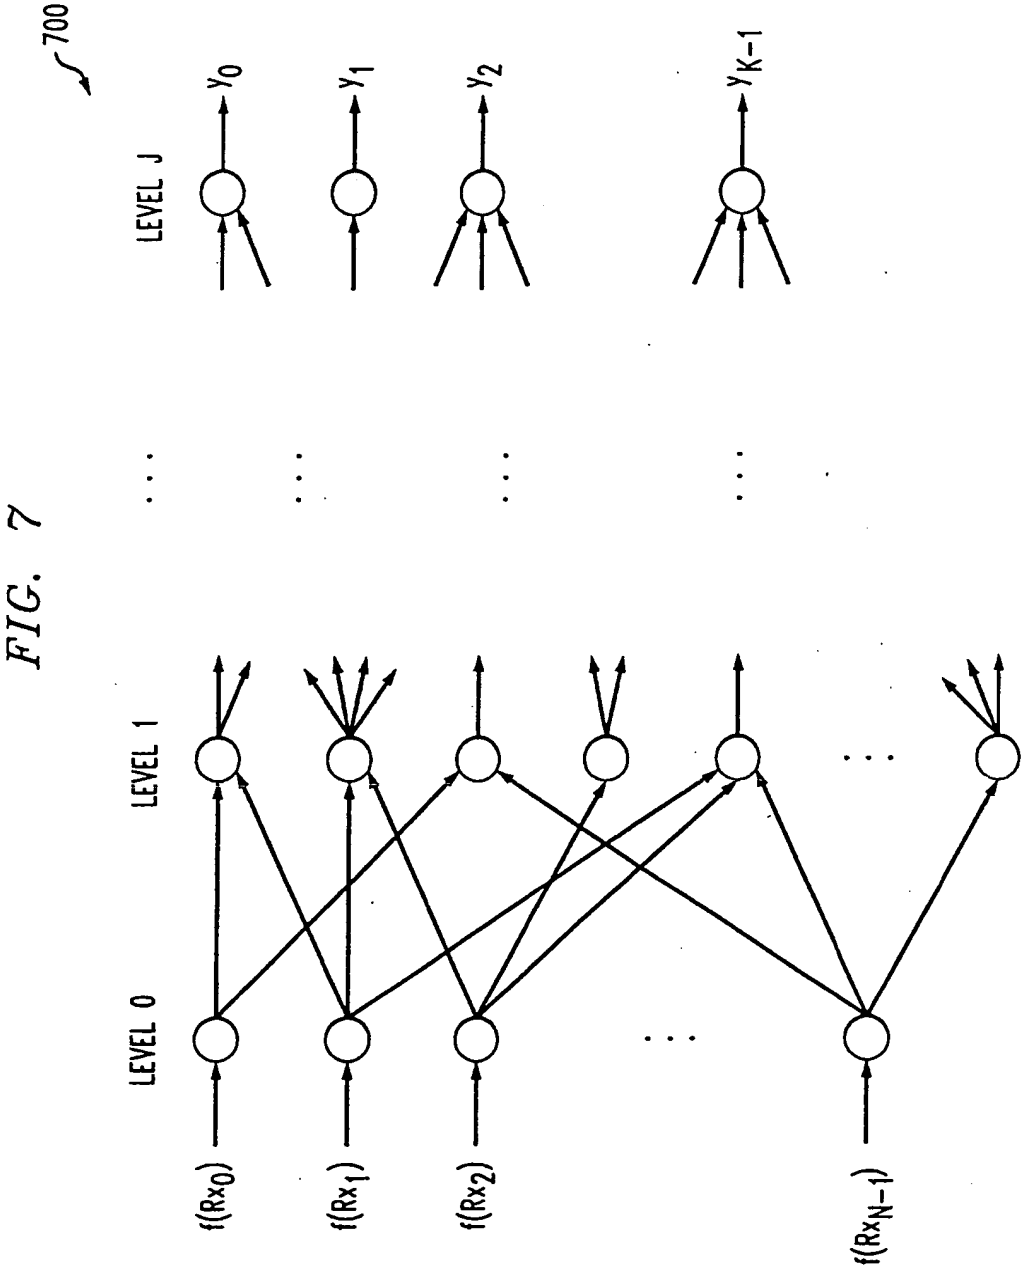 FIG. 7
700
LEVEL 0
LEVEL 1
LEVEL J
. . .
f(Rx0)
f(Rx1)
f(Rx2)
f(RxN-1)
y0
y1
y2
yK-1